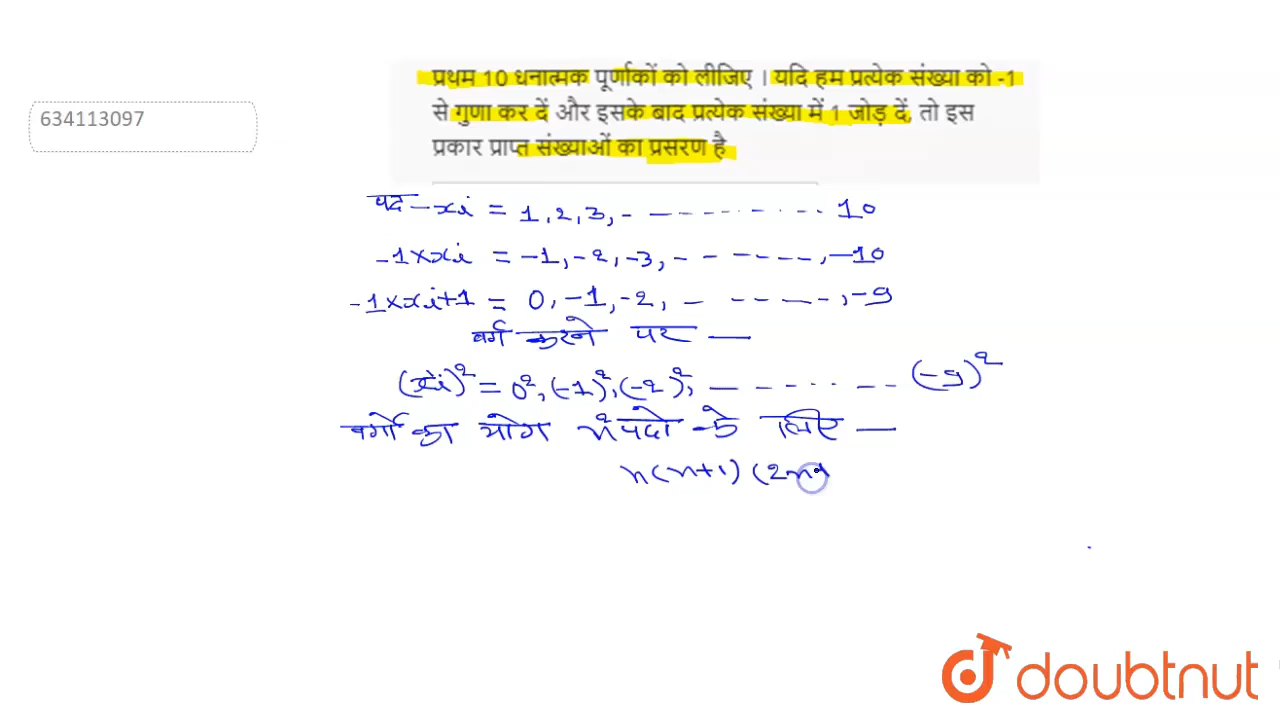 634113097
प्रथम 10 धनात्मक पूर्णाकों को लीजिए । यदि हम प्रत्येक संख्या को -1
से गुणा कर दें और इसके बाद प्रत्येक संख्या में 1 जोड़ दें, तो इस
प्रकार प्राप्त संख्याओं का प्रसरण है
पद - xi = 1, 2, 3, - - - - - - - - 10
-1 × xi = -1, -2, -3, - - - - - - -, -10
-1 × xi + 1 = 0, -1, -2, - - - - - -, -9
वर्ग करने पर —
(xi)² = 0², (-1)², (-2)², - - - - - - - (-9)²
वर्गो का योग n पदो के लिए —
n(n+1) (2n+
doubtnut